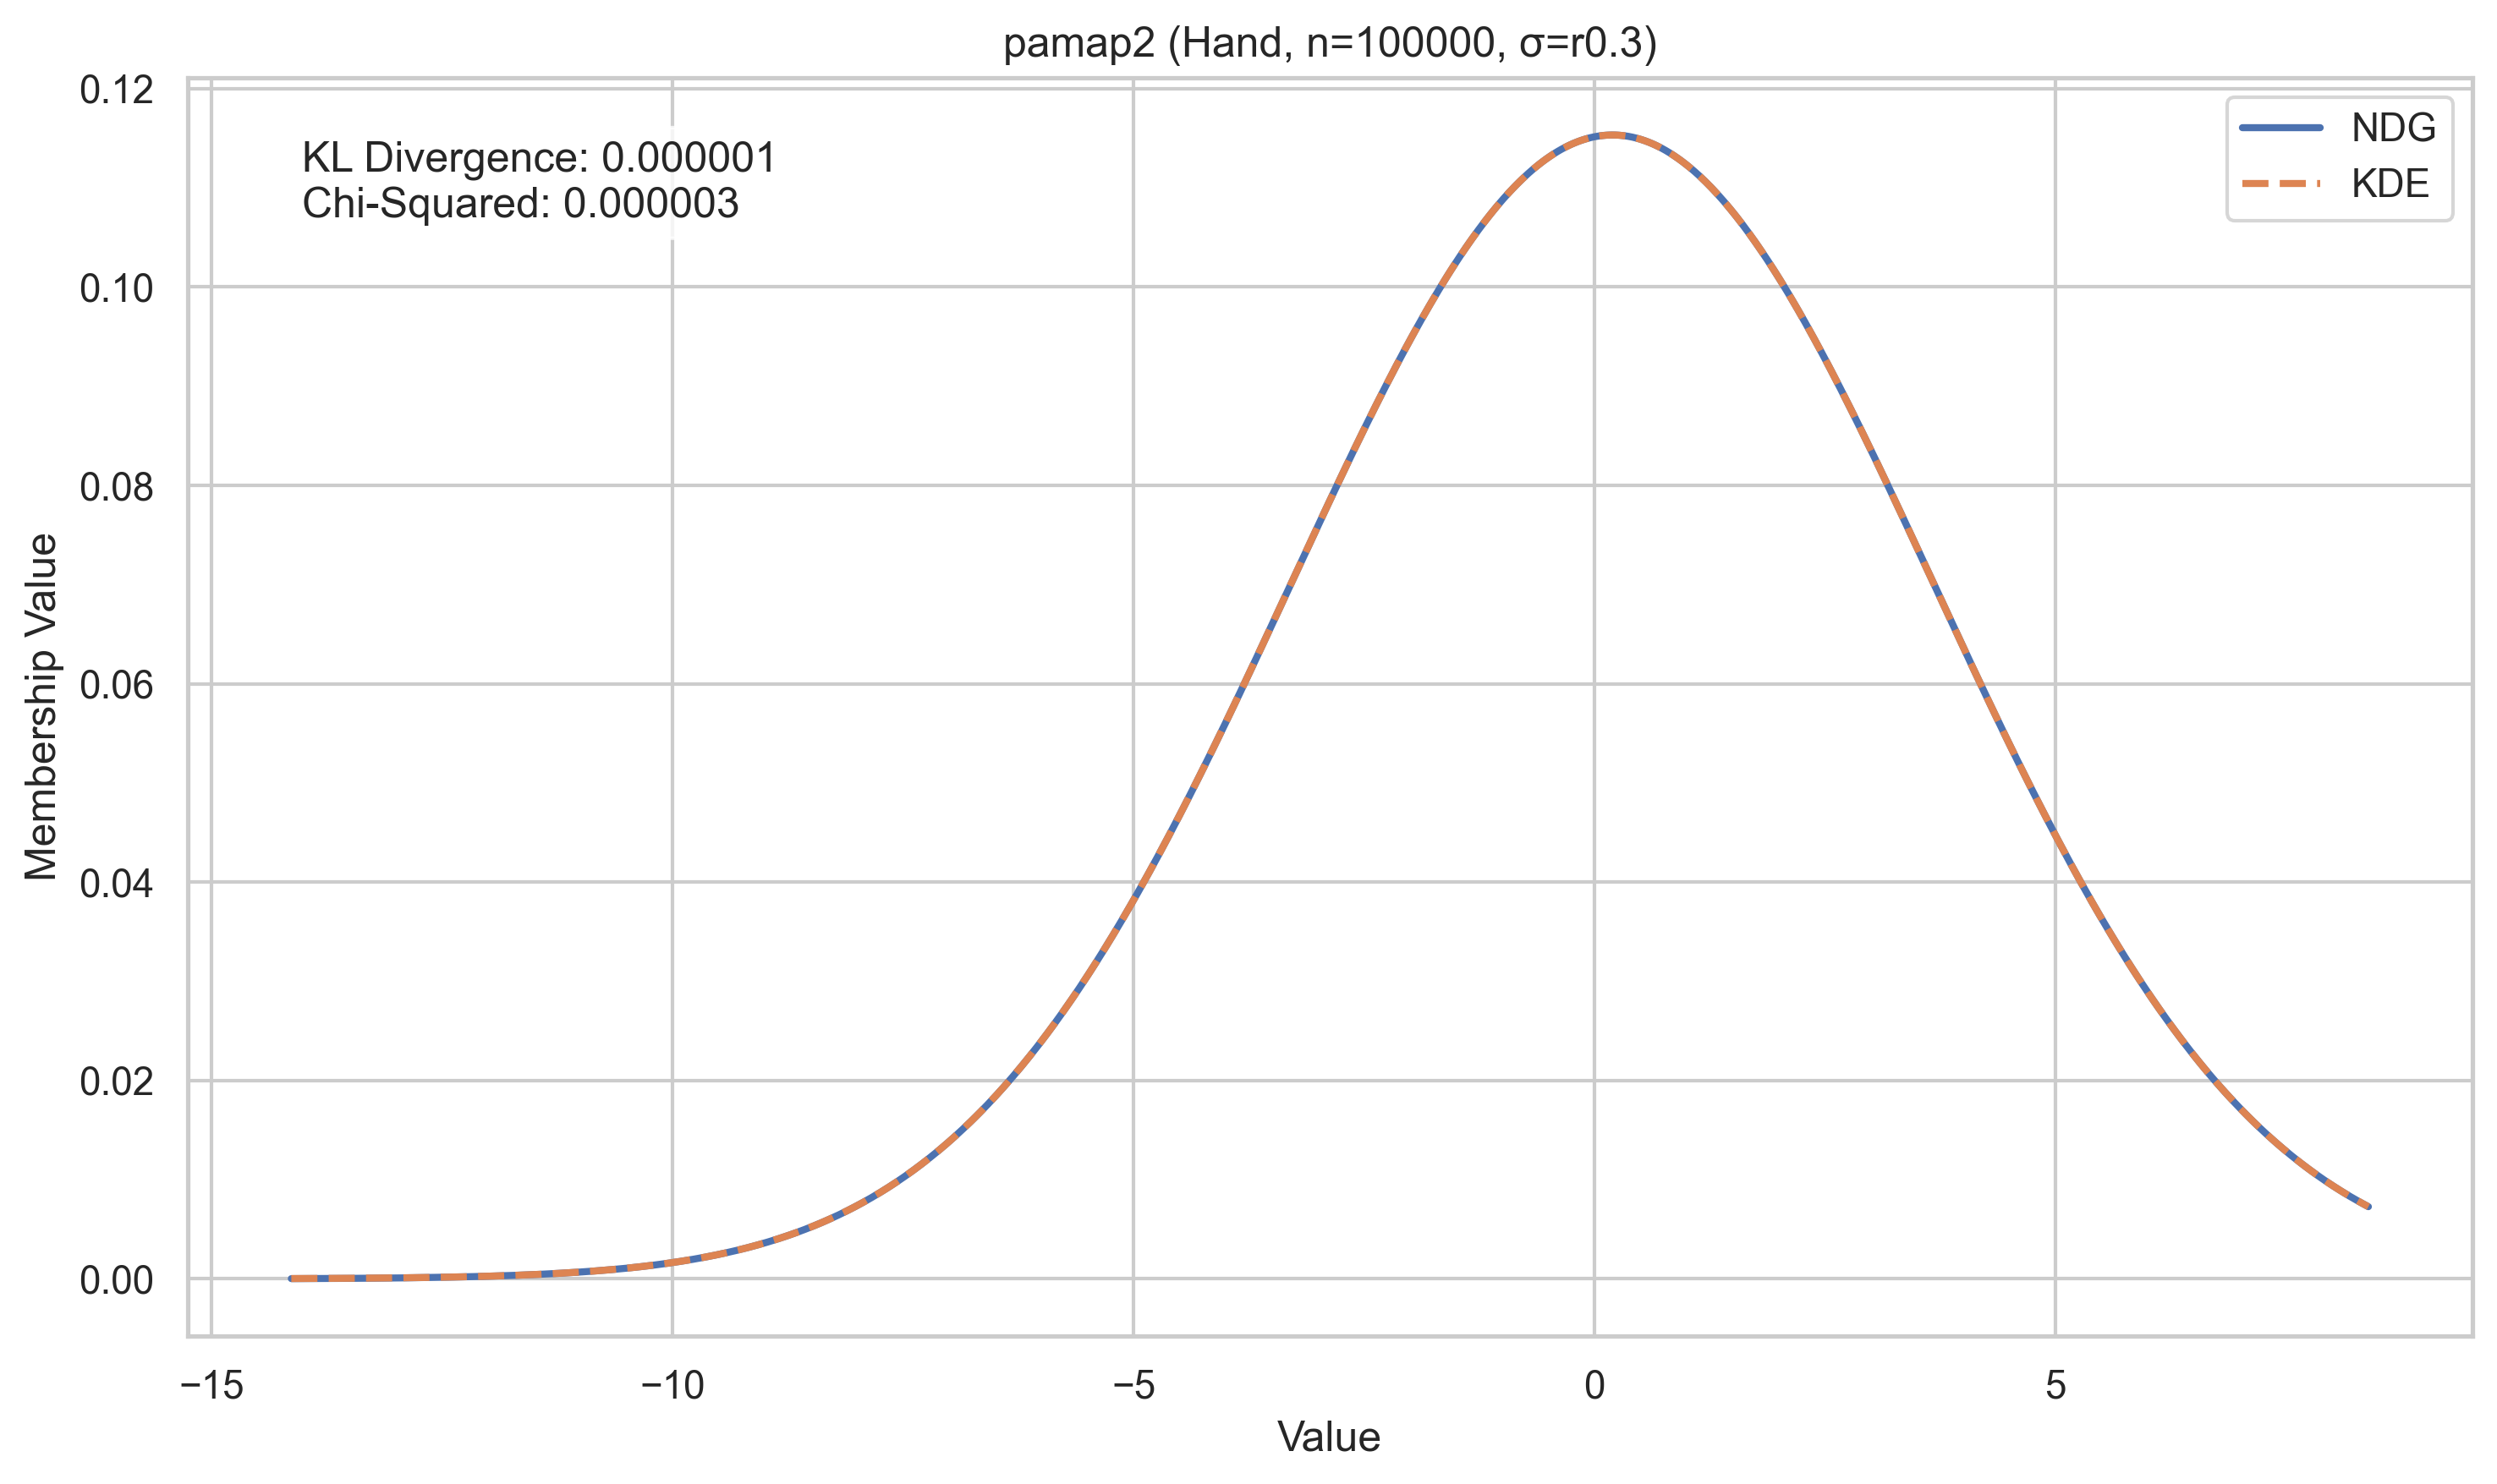 pamap2 (Hand, n=100000, σ=r0.3)
KL Divergence: 0.000001
Chi-Squared: 0.000003
NDG
KDE
Membership Value
0.12
0.10
0.08
0.06
0.04
0.02
0.00
−15
−10
−5
0
5
Value